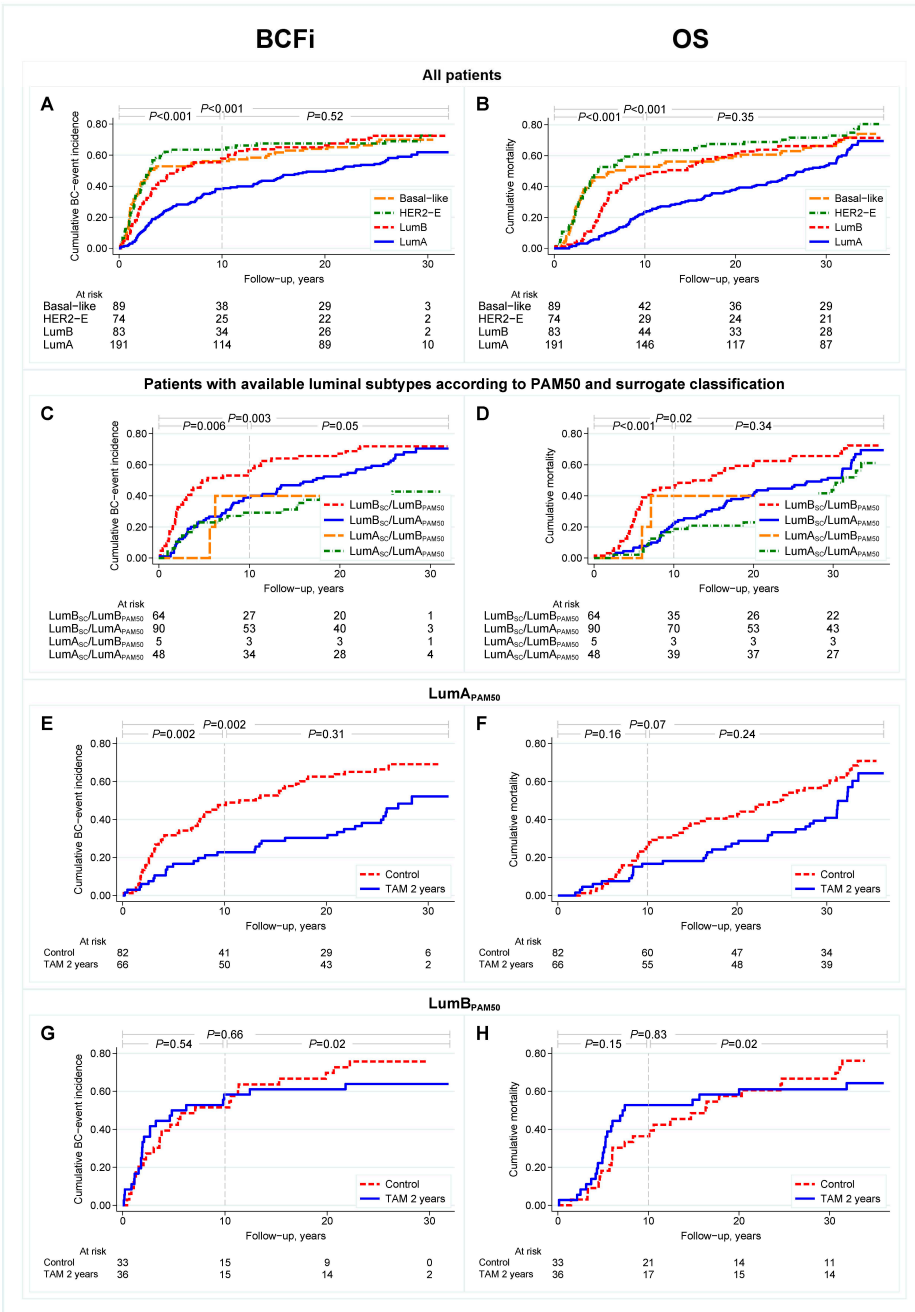 BCFi OS
All patients
A
P<0.001
P<0.001 P=0.52
Cumulative BC−event incidence
0.80
0.60
0.40
0.20
0.00
Basal−like
HER2−E
LumB
LumA
0 10 20 30
Follow−up, years
At risk
Basal−like 89 38 29 3
HER2−E 74 25 22 2
LumB 83 34 26 2
LumA 191 114 89 10
B
P<0.001
P<0.001 P=0.35
Cumulative mortality
0.80
0.60
0.40
0.20
0.00
Basal−like
HER2−E
LumB
LumA
0 10 20 30
Follow−up, years
At risk
Basal−like 89 42 36 29
HER2−E 74 29 24 21
LumB 83 44 33 28
LumA 191 146 117 87
Patients with available luminal subtypes according to PAM50 and surrogate classification
C
P=0.003
P=0.006 P=0.05
Cumulative BC−event incidence
0.80
0.60
0.40
0.20
0.00
LumBSC/LumBPAM50
LumBSC/LumAPAM50
LumASC/LumBPAM50
LumASC/LumAPAM50
0 10 20 30
Follow−up, years
At risk
LumBSC/LumBPAM50 64 27 20 1
LumBSC/LumAPAM50 90 53 40 3
LumASC/LumBPAM50 5 3 3 1
LumASC/LumAPAM50 48 34 28 4
D
P=0.02
P<0.001 P=0.34
Cumulative mortality
0.80
0.60
0.40
0.20
0.00
LumBSC/LumBPAM50
LumBSC/LumAPAM50
LumASC/LumBPAM50
LumASC/LumAPAM50
0 10 20 30
Follow−up, years
At risk
LumBSC/LumBPAM50 64 35 26 22
LumBSC/LumAPAM50 90 70 53 43
LumASC/LumBPAM50 5 3 3 3
LumASC/LumAPAM50 48 39 37 27
LumAPAM50
E
P=0.002
P=0.002 P=0.31
Cumulative BC−event incidence
0.80
0.60
0.40
0.20
0.00
Control
TAM 2 years
0 10 20 30
Follow−up, years
At risk
Control 82 41 29 6
TAM 2 years 66 50 43 2
F
P=0.07
P=0.16 P=0.24
Cumulative mortality
0.80
0.60
0.40
0.20
0.00
Control
TAM 2 years
0 10 20 30
Follow−up, years
At risk
Control 82 60 47 34
TAM 2 years 66 55 48 39
LumBPAM50
G
P=0.66
P=0.54 P=0.02
Cumulative BC−event incidence
0.80
0.60
0.40
0.20
0.00
Control
TAM 2 years
0 10 20 30
Follow−up, years
At risk
Control 33 15 9 0
TAM 2 years 36 15 14 2
H
P=0.83
P=0.15 P=0.02
Cumulative mortality
0.80
0.60
0.40
0.20
0.00
Control
TAM 2 years
0 10 20 30
Follow−up, years
At risk
Control 33 21 14 11
TAM 2 years 36 17 15 14